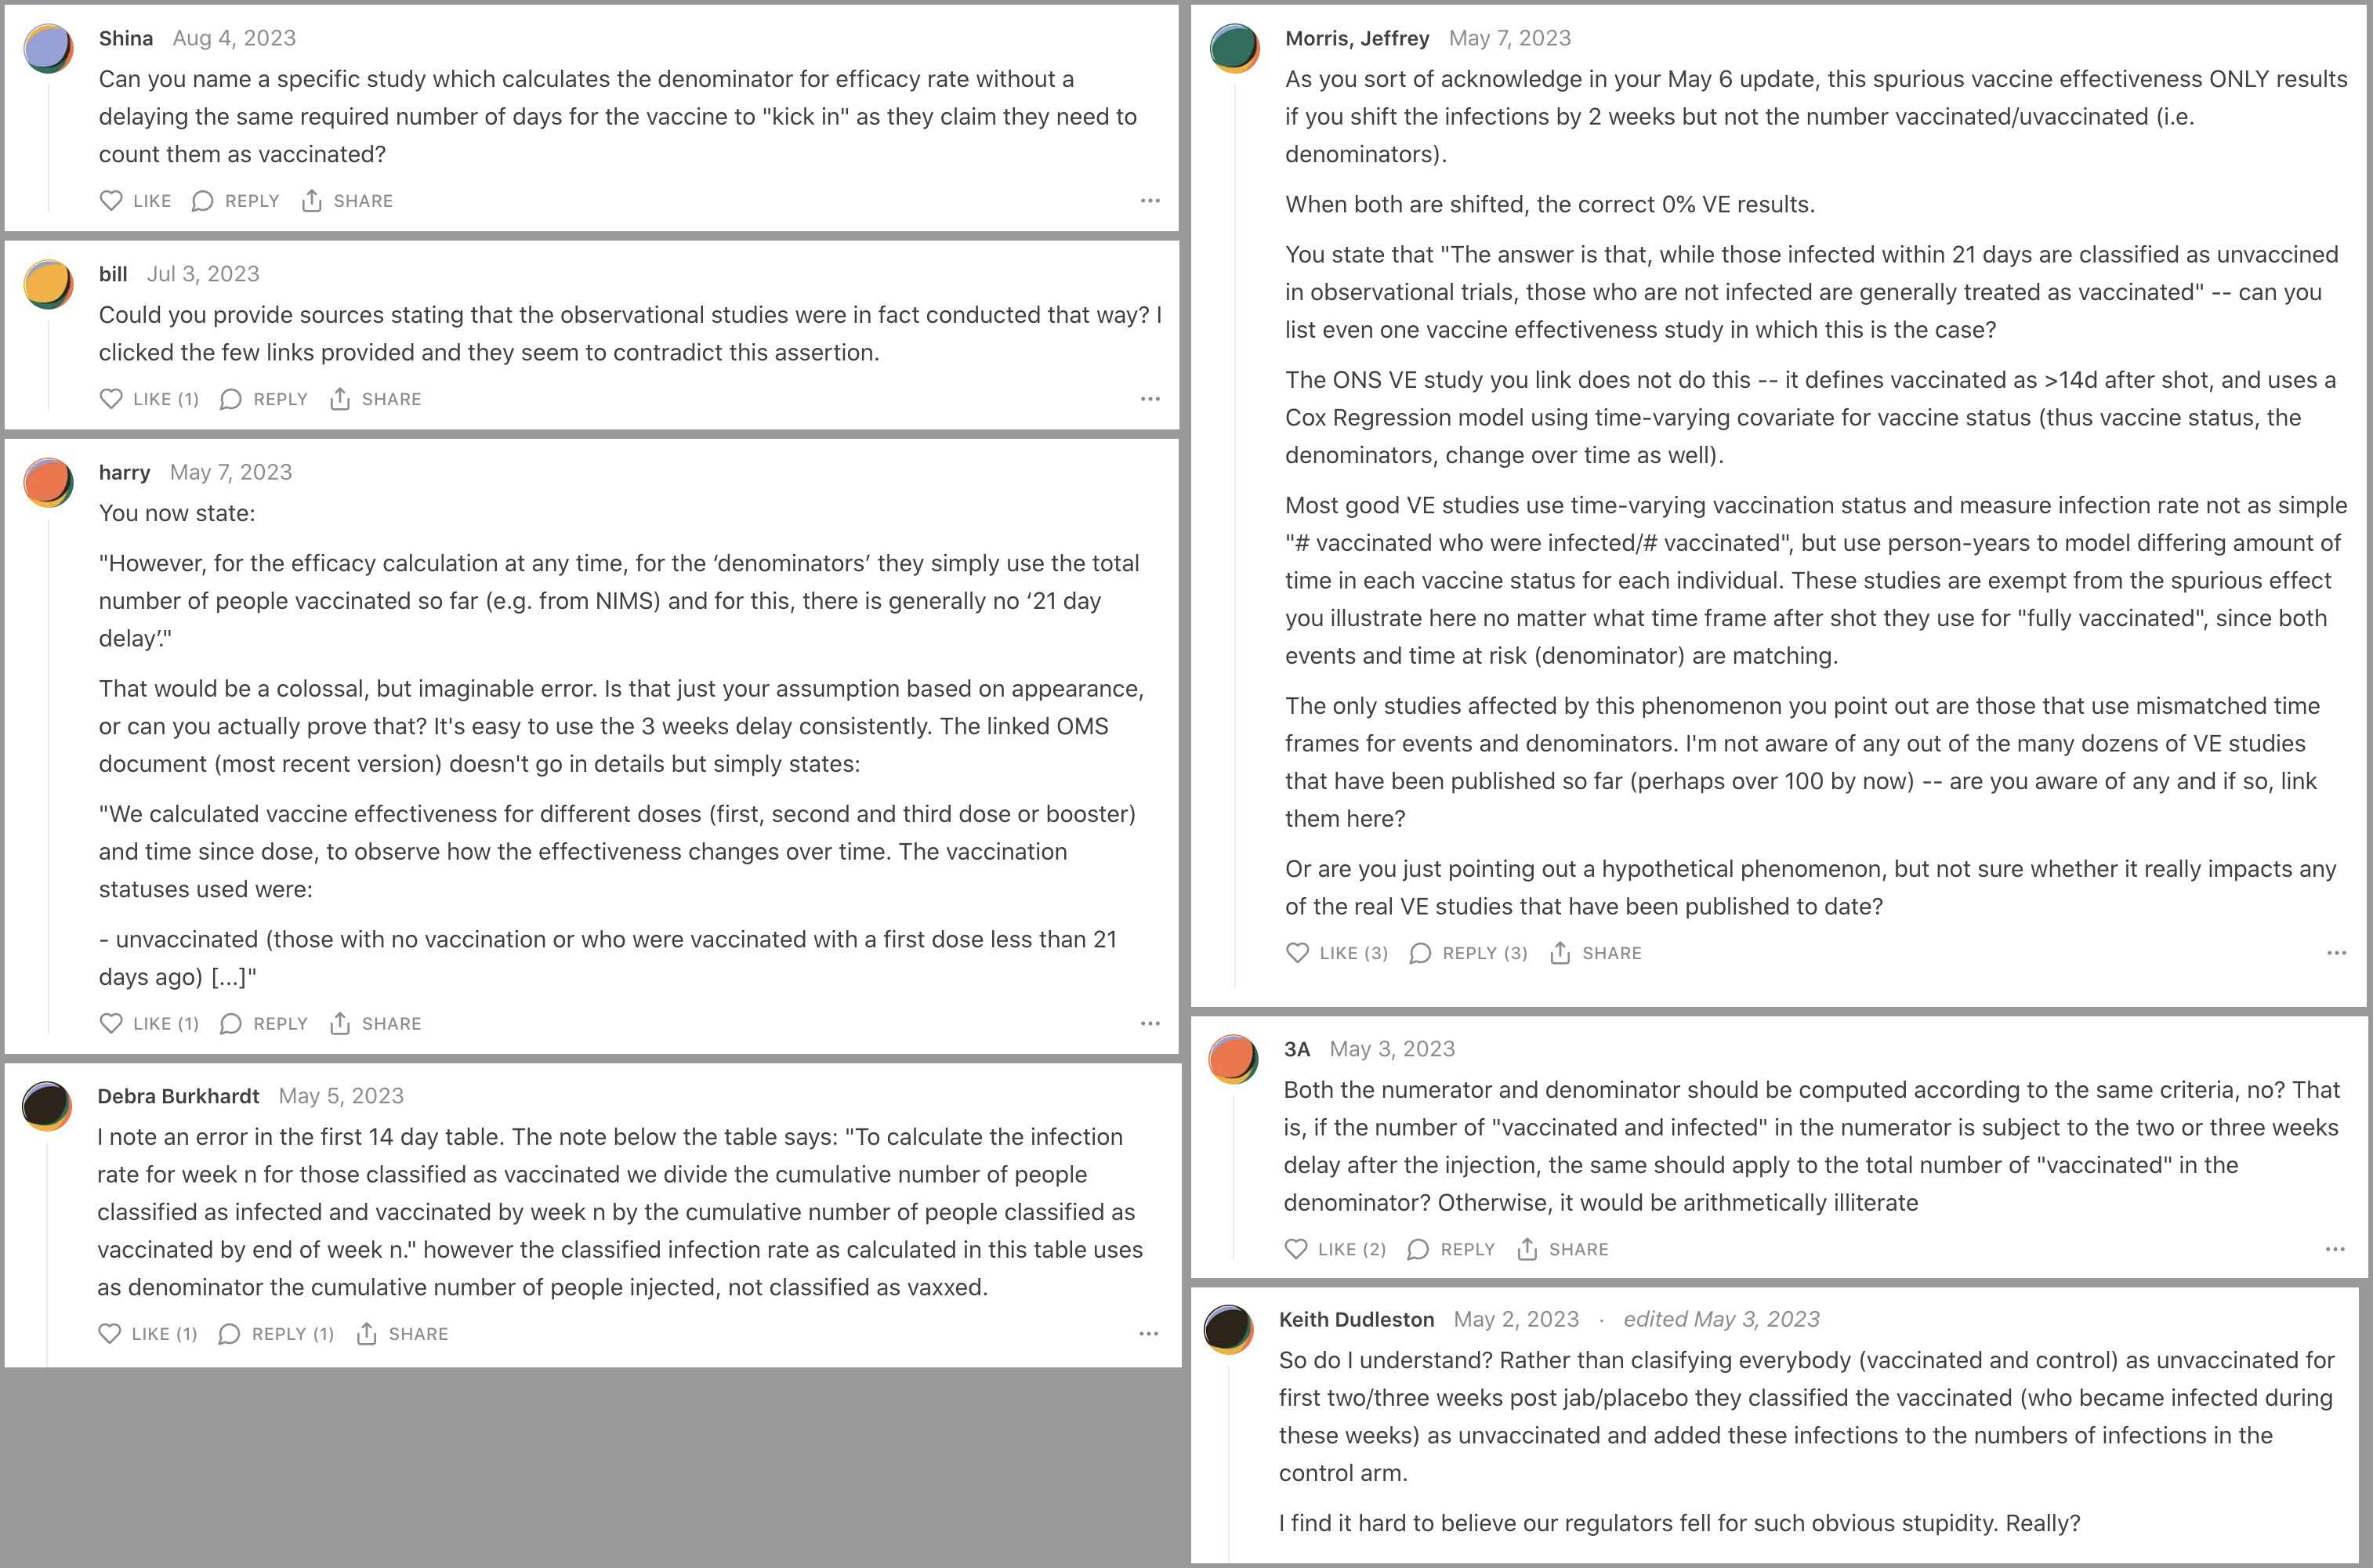 Shina Aug 4, 2023
Can you name a specific study which calculates the denominator for efficacy rate without a
delaying the same required number of days for the vaccine to "kick in" as they claim they need to
count them as vaccinated?
LIKE REPLY SHARE
bill Jul 3, 2023
Could you provide sources stating that the observational studies were in fact conducted that way? I
clicked the few links provided and they seem to contradict this assertion.
LIKE (1) REPLY SHARE
harry May 7, 2023
You now state:
"However, for the efficacy calculation at any time, for the ‘denominators’ they simply use the total
number of people vaccinated so far (e.g. from NIMS) and for this, there is generally no ‘21 day
delay’."
That would be a colossal, but imaginable error. Is that just your assumption based on appearance,
or can you actually prove that? It's easy to use the 3 weeks delay consistently. The linked OMS
document (most recent version) doesn't go in details but simply states:
"We calculated vaccine effectiveness for different doses (first, second and third dose or booster)
and time since dose, to observe how the effectiveness changes over time. The vaccination
statuses used were:
- unvaccinated (those with no vaccination or who were vaccinated with a first dose less than 21
days ago) [...]"
LIKE (1) REPLY SHARE
Debra Burkhardt May 5, 2023
I note an error in the first 14 day table. The note below the table says: "To calculate the infection
rate for week n for those classified as vaccinated we divide the cumulative number of people
classified as infected and vaccinated by week n by the cumulative number of people classified as
vaccinated by end of week n." however the classified infection rate as calculated in this table uses
as denominator the cumulative number of people injected, not classified as vaxxed.
LIKE (1) REPLY (1) SHARE
Morris, Jeffrey May 7, 2023
As you sort of acknowledge in your May 6 update, this spurious vaccine effectiveness ONLY results
if you shift the infections by 2 weeks but not the number vaccinated/uvaccinated (i.e.
denominators).
When both are shifted, the correct 0% VE results.
You state that "The answer is that, while those infected within 21 days are classified as unvaccined
in observational trials, those who are not infected are generally treated as vaccinated" -- can you
list even one vaccine effectiveness study in which this is the case?
The ONS VE study you link does not do this -- it defines vaccinated as >14d after shot, and uses a
Cox Regression model using time-varying covariate for vaccine status (thus vaccine status, the
denominators, change over time as well).
Most good VE studies use time-varying vaccination status and measure infection rate not as simple
"# vaccinated who were infected/# vaccinated", but use person-years to model differing amount of
time in each vaccine status for each individual. These studies are exempt from the spurious effect
you illustrate here no matter what time frame after shot they use for "fully vaccinated", since both
events and time at risk (denominator) are matching.
The only studies affected by this phenomenon you point out are those that use mismatched time
frames for events and denominators. I'm not aware of any out of the many dozens of VE studies
that have been published so far (perhaps over 100 by now) -- are you aware of any and if so, link
them here?
Or are you just pointing out a hypothetical phenomenon, but not sure whether it really impacts any
of the real VE studies that have been published to date?
LIKE (3) REPLY (3) SHARE
3A May 3, 2023
Both the numerator and denominator should be computed according to the same criteria, no? That
is, if the number of "vaccinated and infected" in the numerator is subject to the two or three weeks
delay after the injection, the same should apply to the total number of "vaccinated" in the
denominator? Otherwise, it would be arithmetically illiterate
LIKE (2) REPLY SHARE
Keith Dudleston May 2, 2023 · edited May 3, 2023
So do I understand? Rather than clasifying everybody (vaccinated and control) as unvaccinated for
first two/three weeks post jab/placebo they classified the vaccinated (who became infected during
these weeks) as unvaccinated and added these infections to the numbers of infections in the
control arm.
I find it hard to believe our regulators fell for such obvious stupidity. Really?